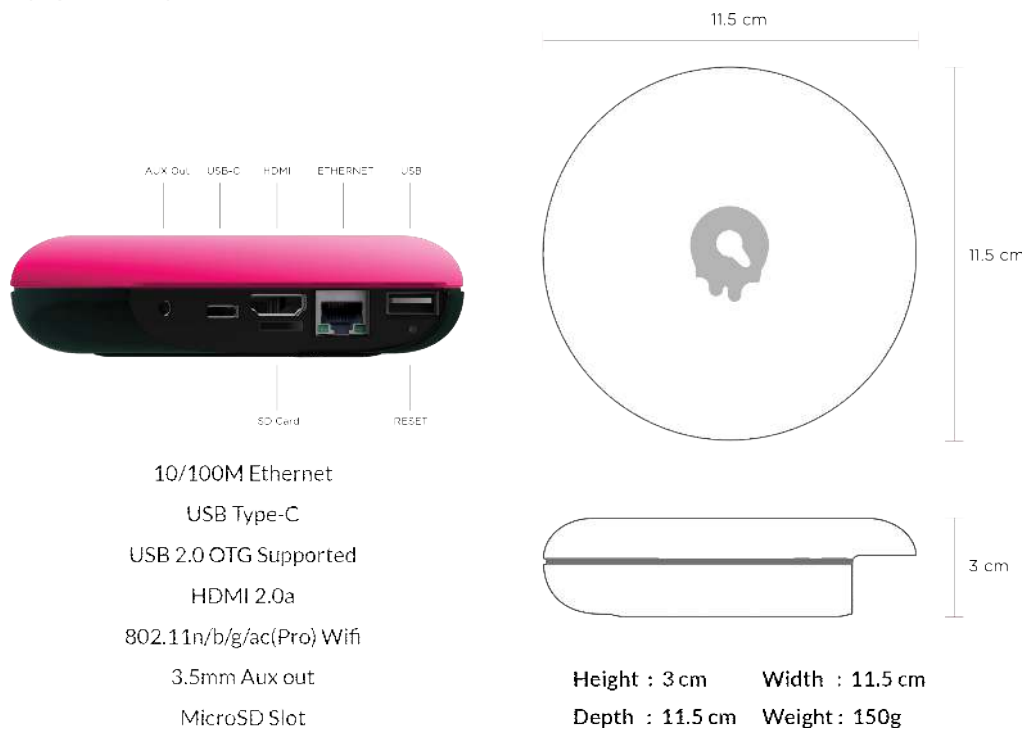 11.5 cm
AUX Out USB-C HDMI ETHERNET USB
11.5 cm
SD Card RESET
10/100M Ethernet
USB Type-C
USB 2.0 OTG Supported
HDMI 2.0a
802.11n/b/g/ac(Pro) Wifi
3.5mm Aux out
MicroSD Slot
3 cm
Height : 3 cm Width : 11.5 cm
Depth : 11.5 cm Weight : 150g